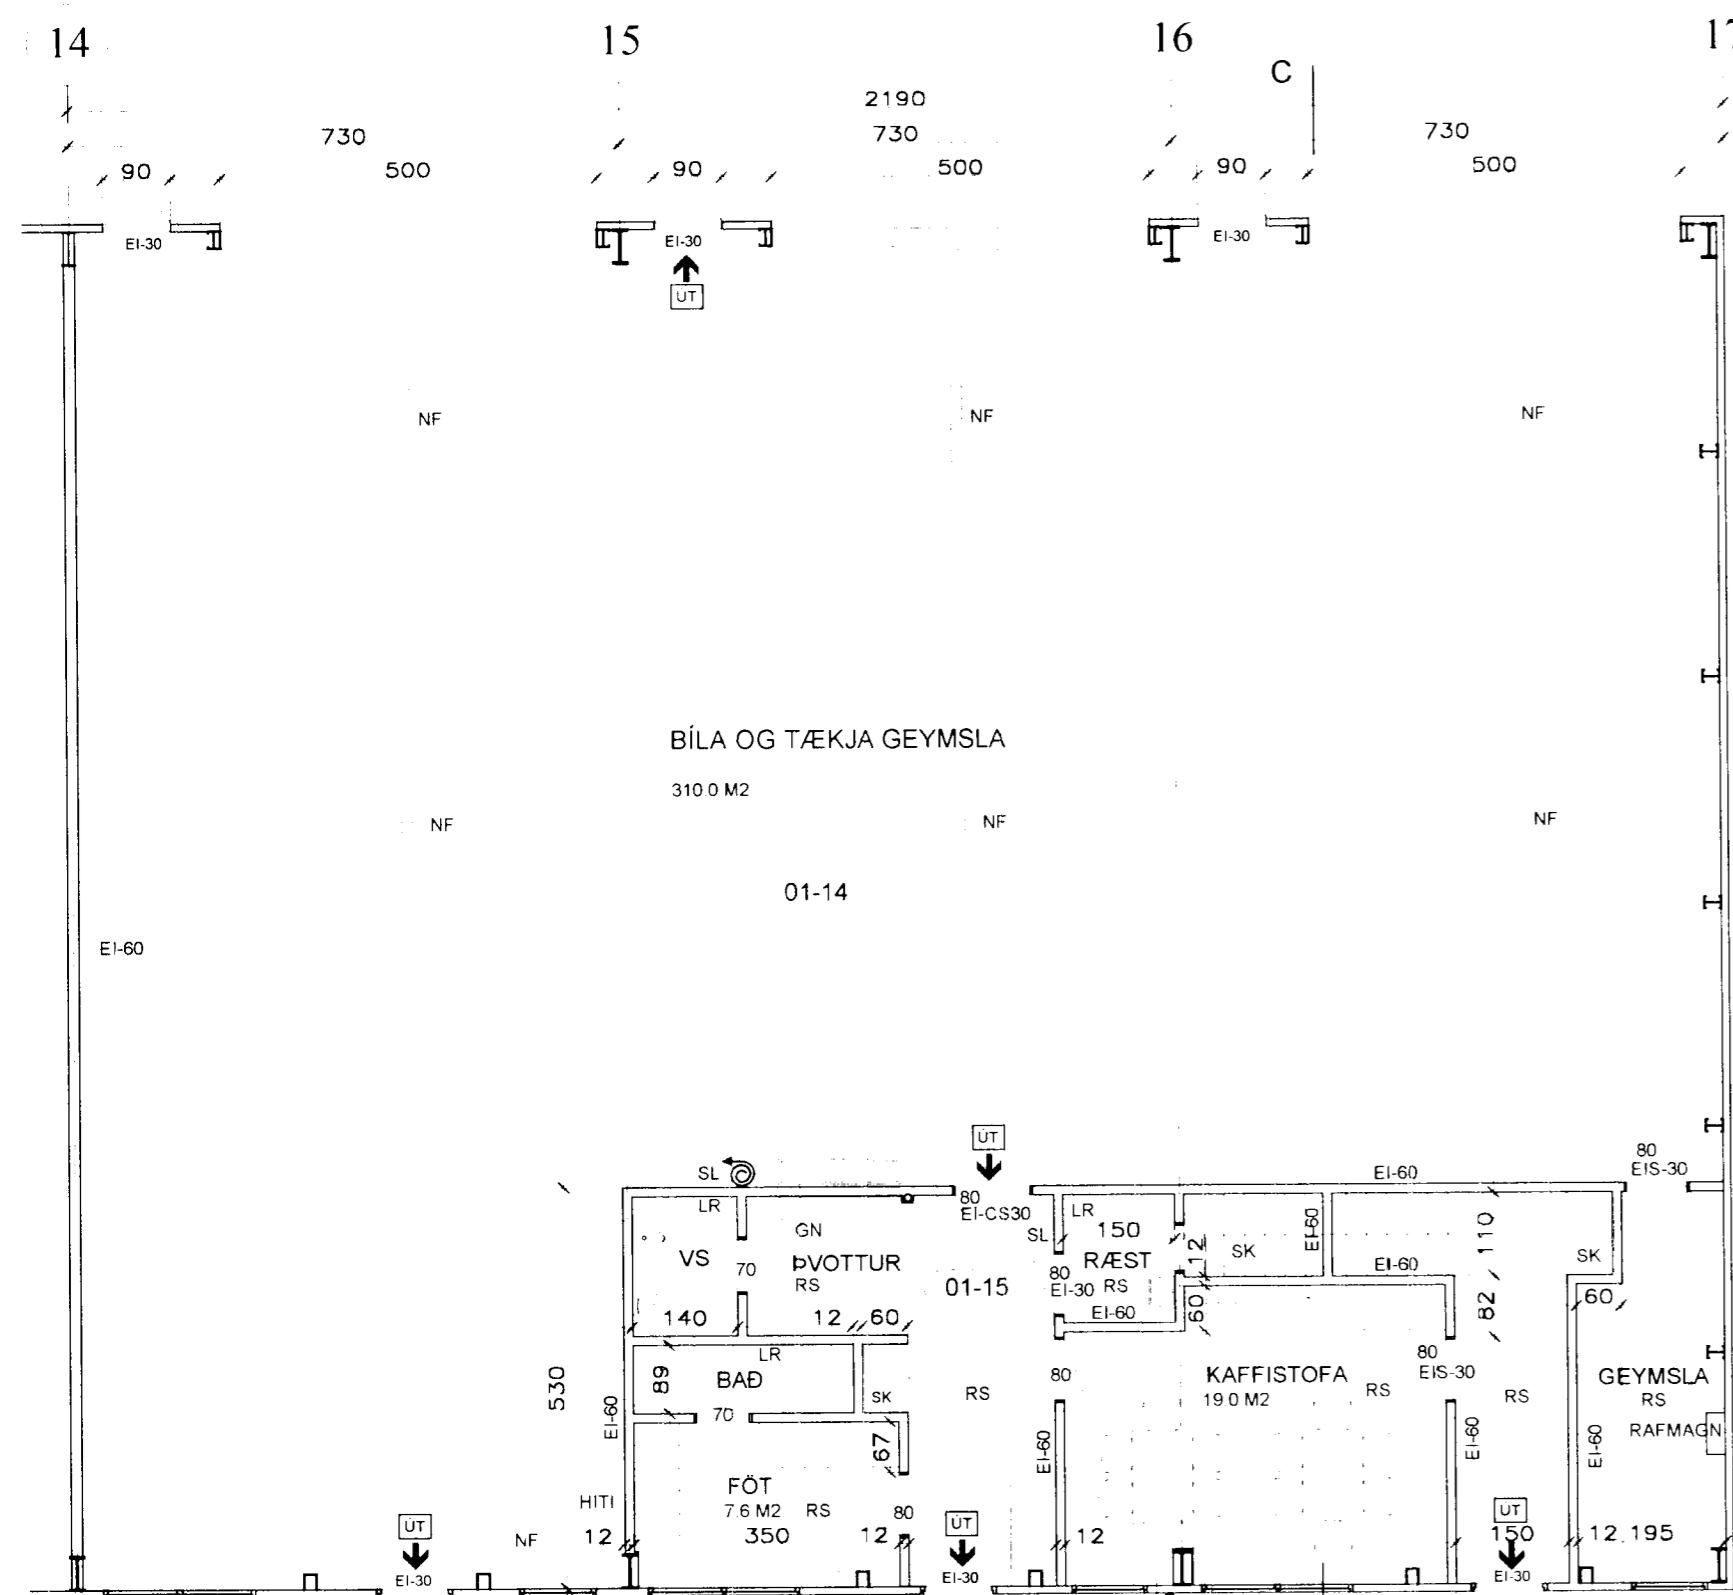 14 15 16
C
2190
730 730 730
90 500 90 500 90 500
EI-30 EI-30 EI-30
ÚT
NF NF NF
BÍLA OG TÆKJA GEYMSLA
310.0 M2
NF NF NF
01-14
EI-60
ÚT
80
EIS-30
SL
EI-60
LR
80
EI-CS30
LR
GN
SL
150
EI-60
110
VS
70
ÞVOTTUR
RS
RÆST
12
SK
SK
01-15
80
EI-30
RS
EI-60
140
12
60
EI-60
60
82
60
LR
530
89
BAÐ
SK
RS
80
KAFFISTOFA
19.0 M2
RS
80
EIS-30
RS
GEYMSLA
RS
EI-60
70
67
EI-60
EI-60
EI-60
RAFMAGN
FÖT
7.6 M2
RS
HITI
80
ÚT
NF
12
350
12
ÚT
12
ÚT
150
12
195
EI-30
EI-30
EI-30